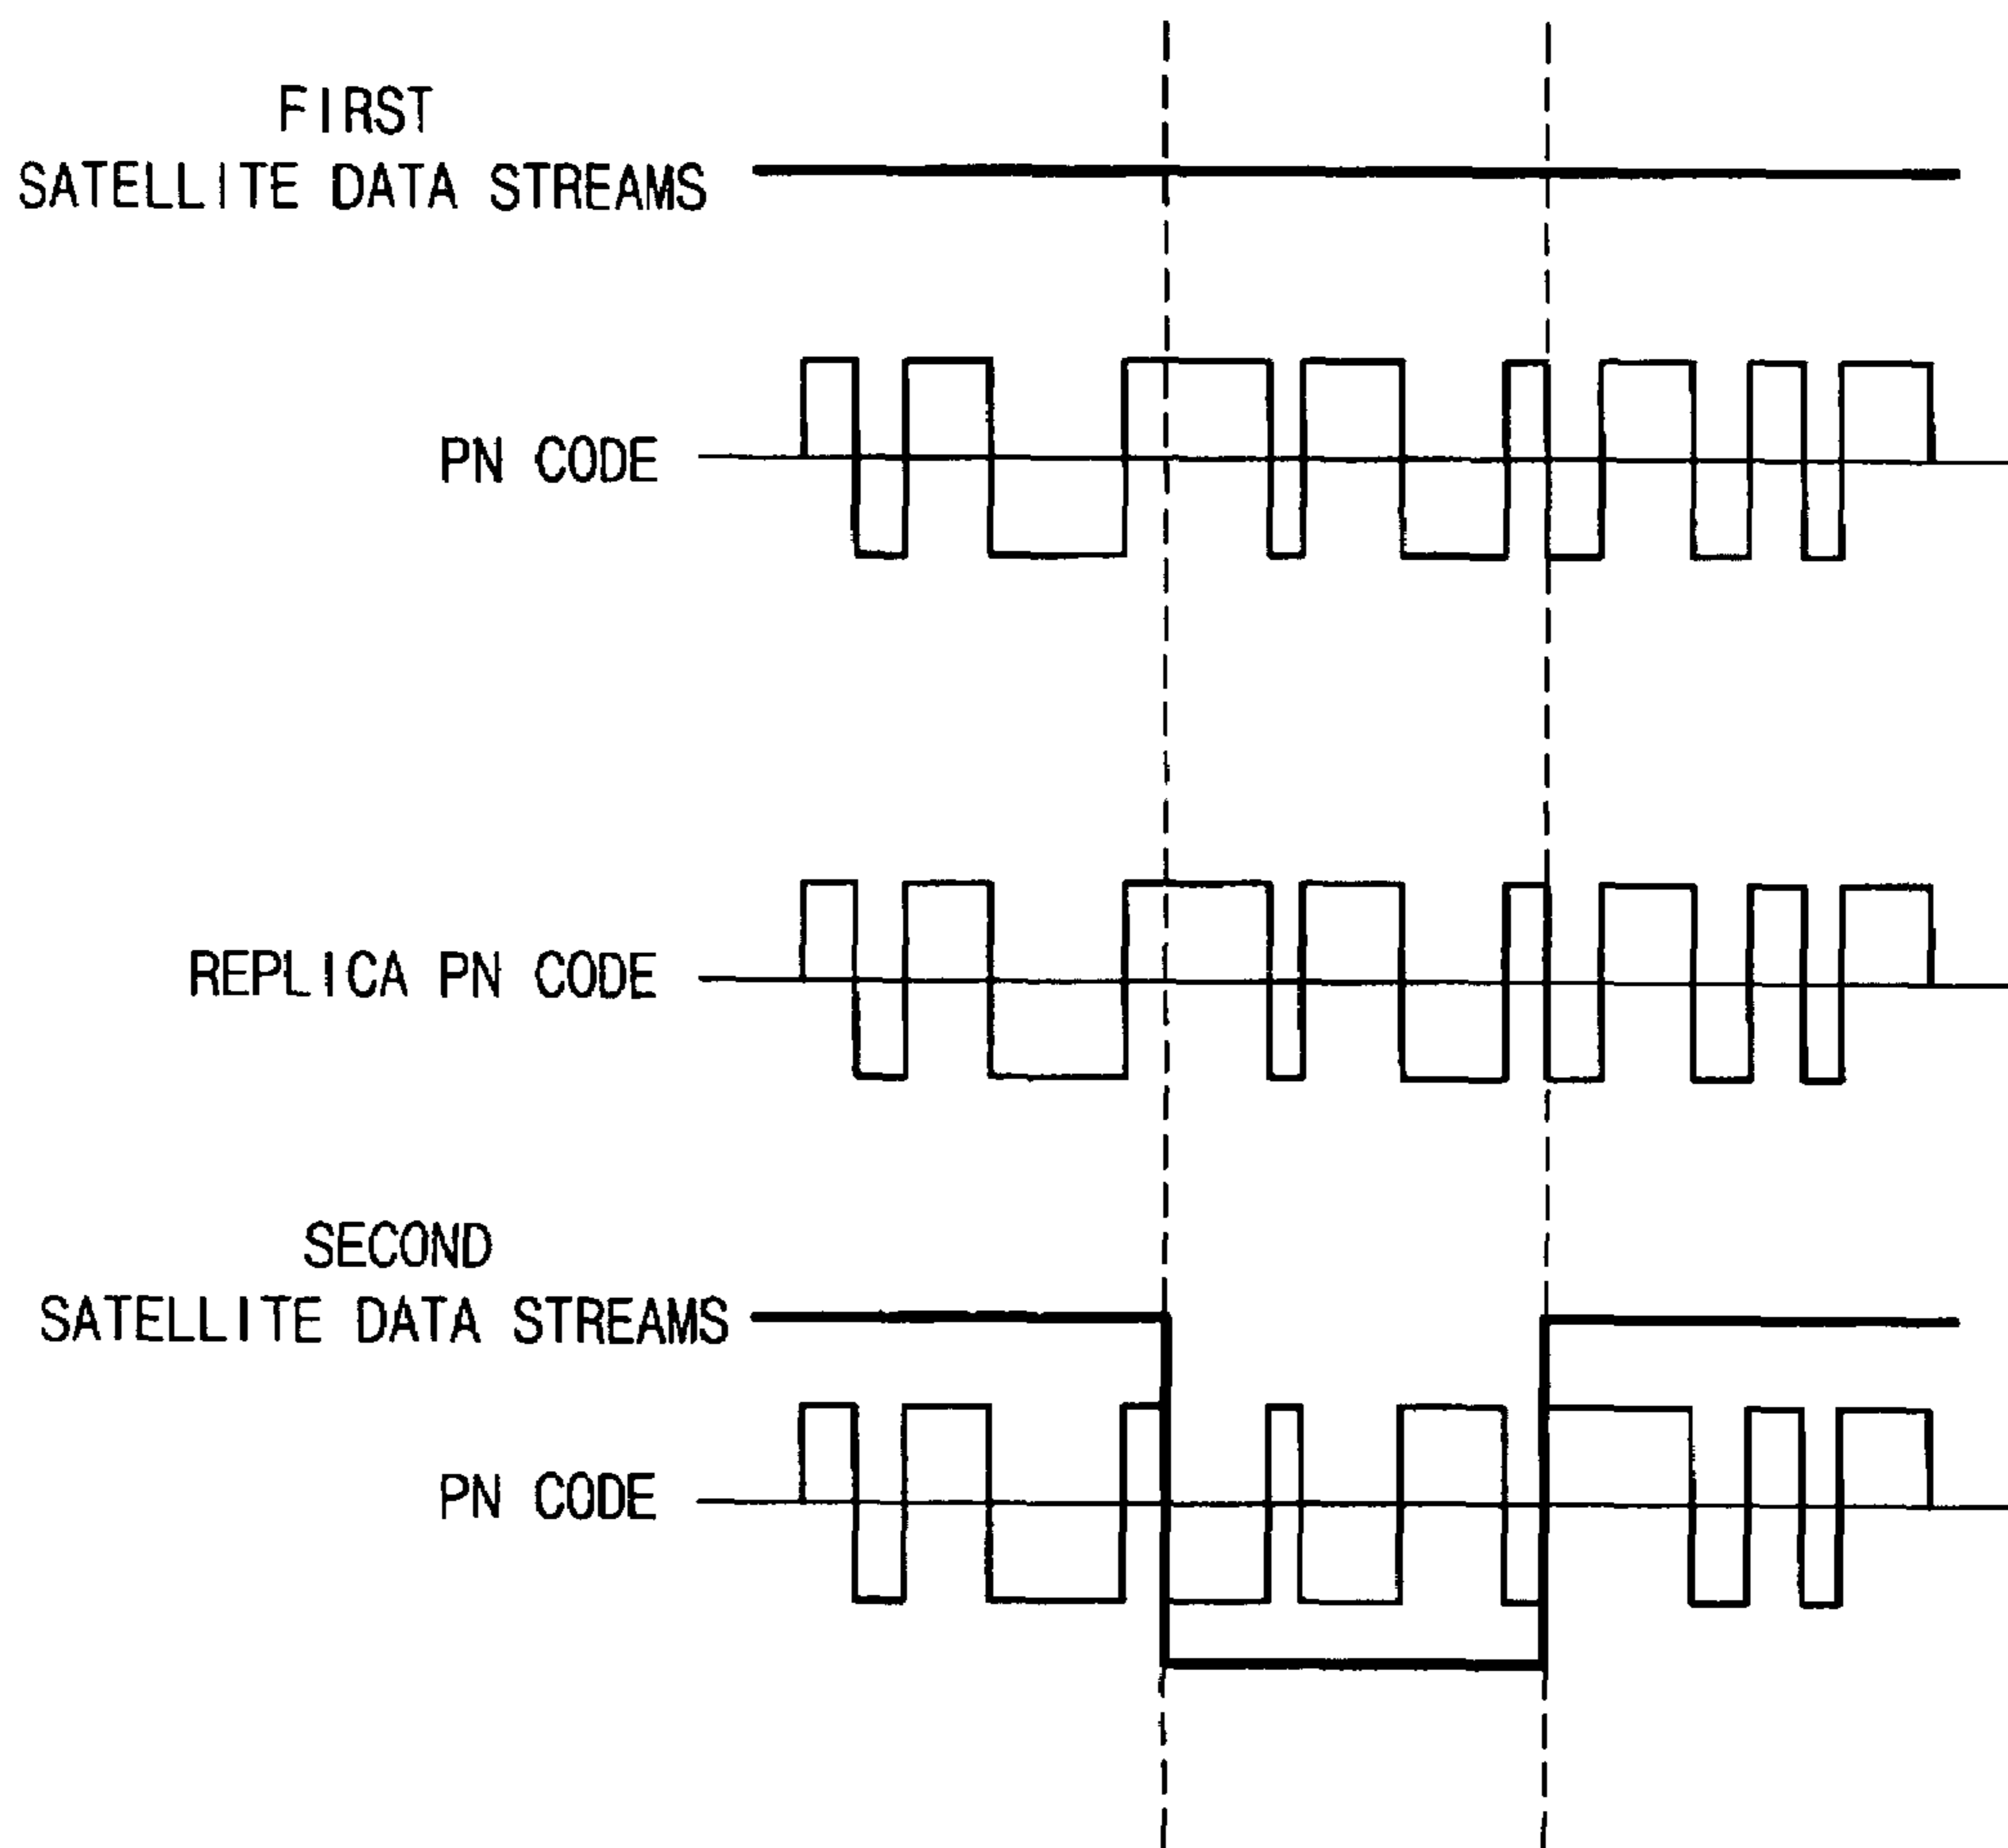 FIRST
SATELLITE DATA STREAMS
PN CODE
REPLICA PN CODE
SECOND
SATELLITE DATA STREAMS
PN CODE